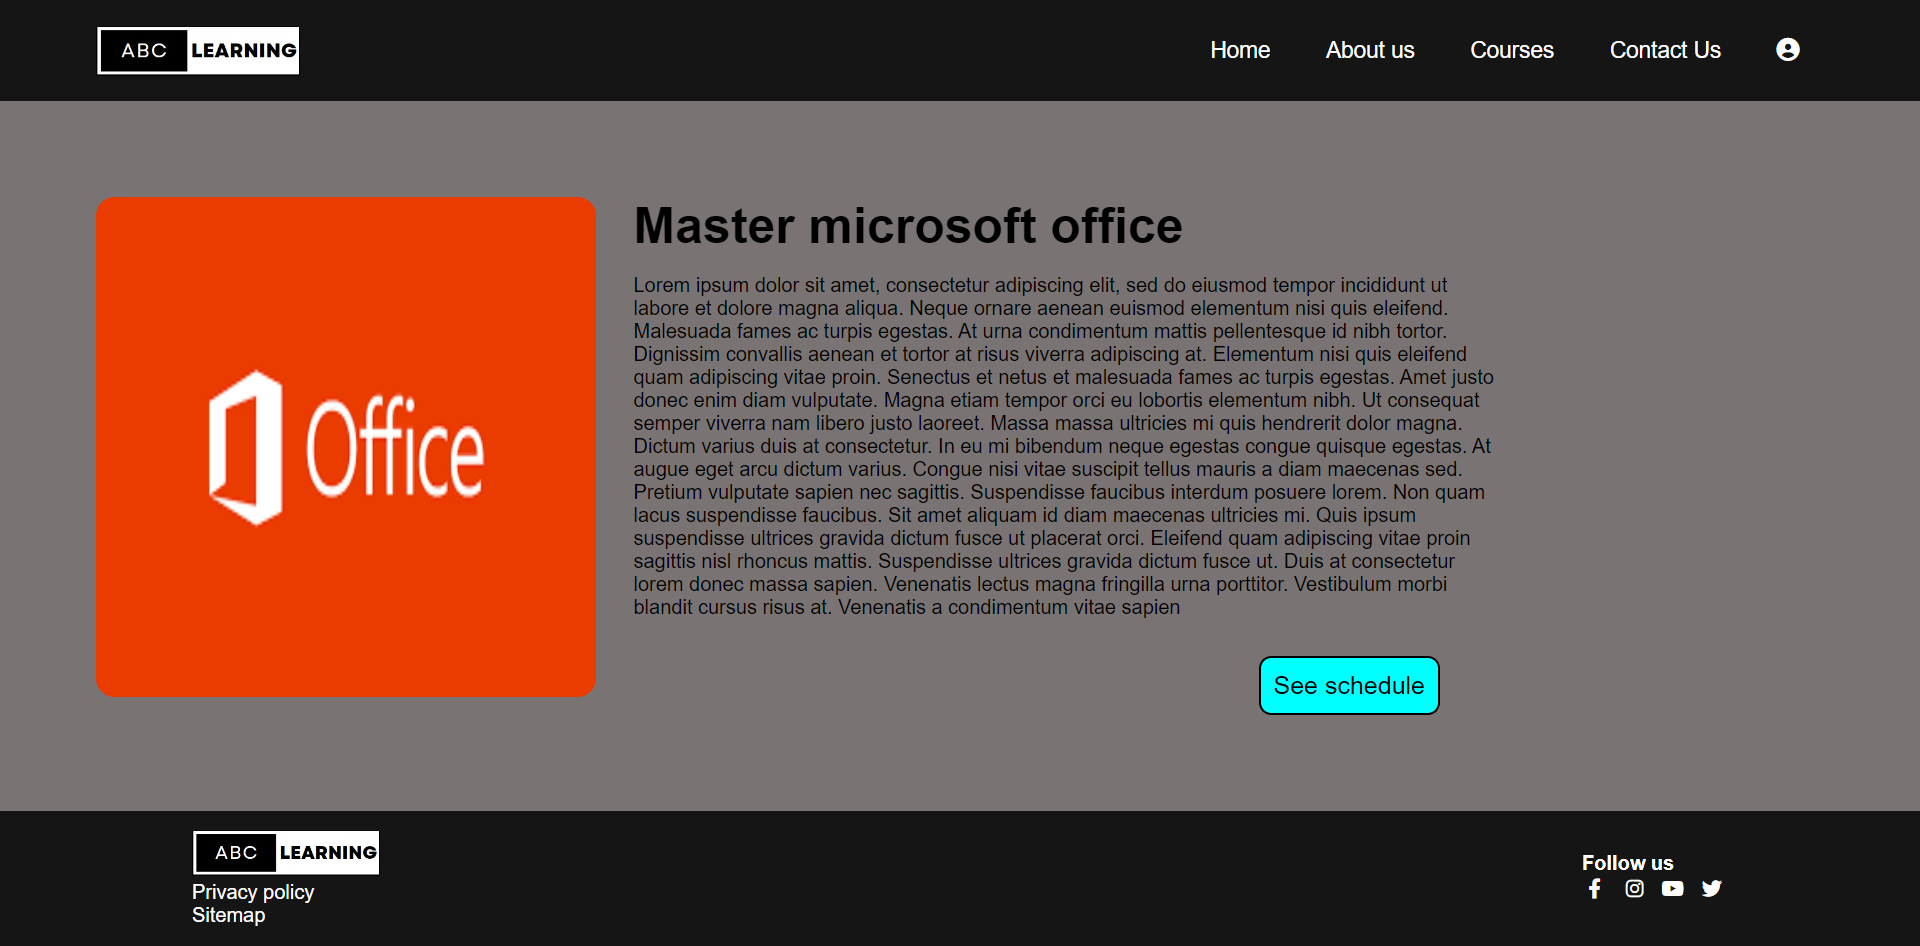 ABC LEARNING
Home
About us
Courses
Contact Us
Office
Master microsoft office
Lorem ipsum dolor sit amet, consectetur adipiscing elit, sed do eiusmod tempor incididunt ut
labore et dolore magna aliqua. Neque ornare aenean euismod elementum nisi quis eleifend.
Malesuada fames ac turpis egestas. At urna condimentum mattis pellentesque id nibh tortor.
Dignissim convallis aenean et tortor at risus viverra adipiscing at. Elementum nisi quis eleifend
quam adipiscing vitae proin. Senectus et netus et malesuada fames ac turpis egestas. Amet justo
donec enim diam vulputate. Magna etiam tempor orci eu lobortis elementum nibh. Ut consequat
semper viverra nam libero justo laoreet. Massa massa ultricies mi quis hendrerit dolor magna.
Dictum varius duis at consectetur. In eu mi bibendum neque egestas congue quisque egestas. At
augue eget arcu dictum varius. Congue nisi vitae suscipit tellus mauris a diam maecenas sed.
Pretium vulputate sapien nec sagittis. Suspendisse faucibus interdum posuere lorem. Non quam
lacus suspendisse faucibus. Sit amet aliquam id diam maecenas ultricies mi. Quis ipsum
suspendisse ultrices gravida dictum fusce ut placerat orci. Eleifend quam adipiscing vitae proin
sagittis nisl rhoncus mattis. Suspendisse ultrices gravida dictum fusce ut. Duis at consectetur
lorem donec massa sapien. Venenatis lectus magna fringilla urna porttitor. Vestibulum morbi
blandit cursus risus at. Venenatis a condimentum vitae sapien
See schedule
ABC LEARNING
Privacy policy
Sitemap
Follow us